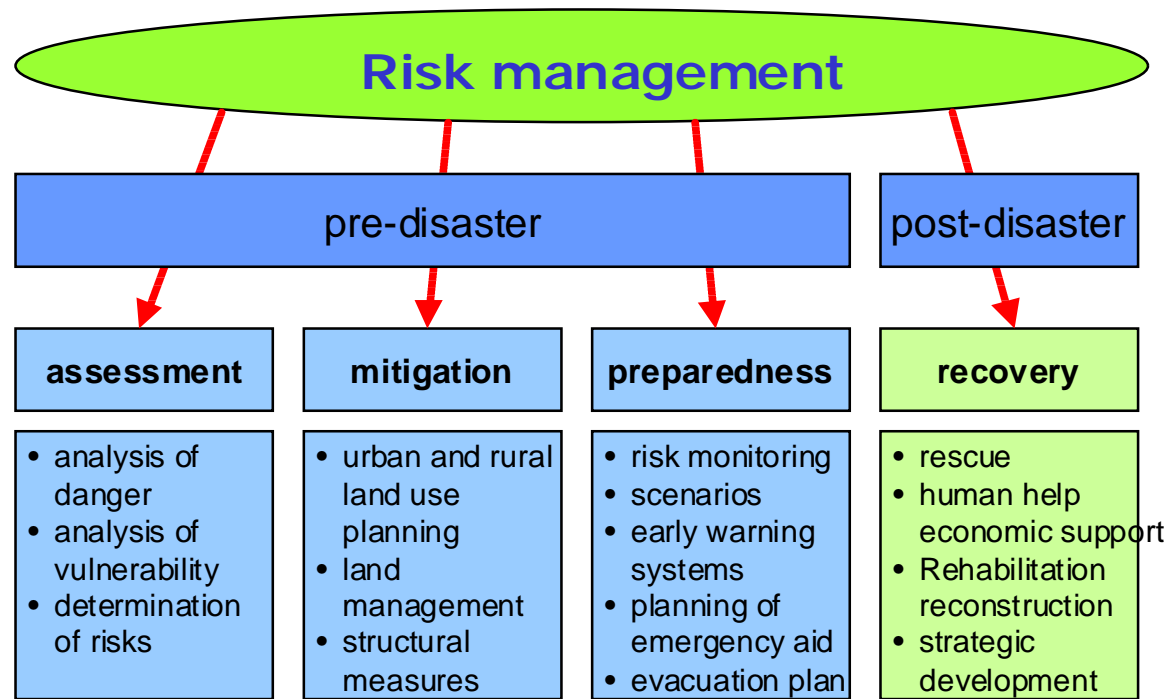 Risk management
pre-disaster
post-disaster
assessment
mitigation
preparedness
recovery
• analysis of
danger
• analysis of
vulnerability
• determination
of risks
• urban and rural
land use
planning
• land
management
• structural
measures
• risk monitoring
• scenarios
• early warning
systems
• planning of
emergency aid
• evacuation plan
• rescue
• human help
economic support
• Rehabilitation
reconstruction
• strategic
development